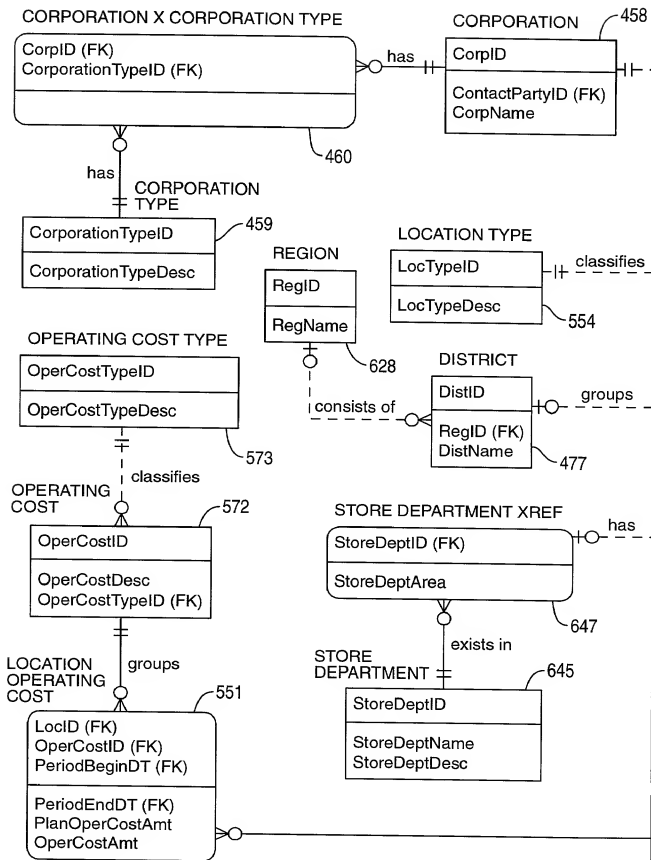 CORPORATION X CORPORATION TYPE
CorpID (FK)
CorporationTypeID (FK)
460
has
CORPORATION
458
CorpID
ContactPartyID (FK)
CorpName
has
CORPORATION
TYPE
459
CorporationTypeID
CorporationTypeDesc
REGION
RegID
RegName
628
LOCATION TYPE
LocTypeID
LocTypeDesc
554
classifies
OPERATING COST TYPE
OperCostTypeID
OperCostTypeDesc
573
consists of
DISTRICT
DistID
RegID (FK)
DistName
477
groups
classifies
OPERATING
COST
572
OperCostID
OperCostDesc
OperCostTypeID (FK)
STORE DEPARTMENT XREF
StoreDeptID (FK)
StoreDeptArea
647
has
exists in
groups
STORE
DEPARTMENT
645
StoreDeptID
StoreDeptName
StoreDeptDesc
LOCATION
OPERATING
COST
551
LocID (FK)
OperCostID (FK)
PeriodBeginDT (FK)
PeriodEndDT (FK)
PlanOperCostAmt
OperCostAmt